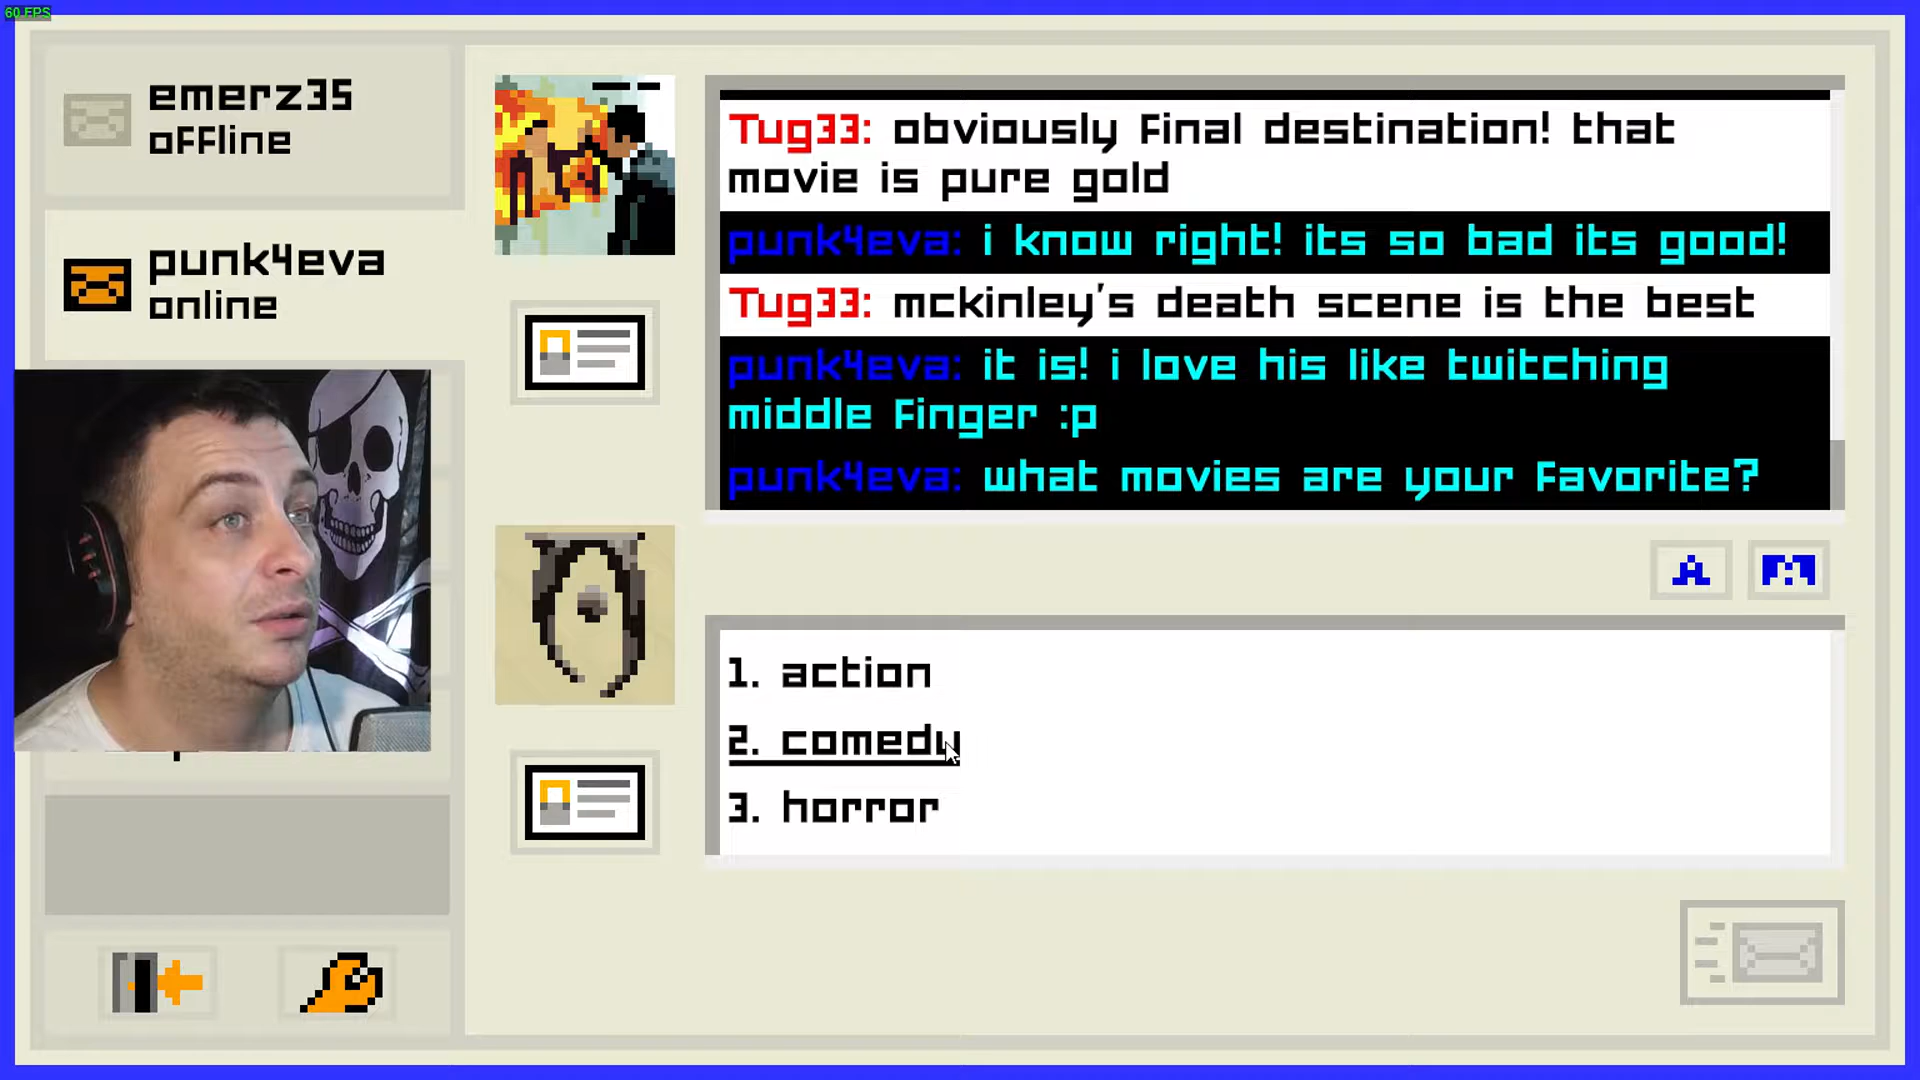 60 FPS
emerz35
offline
punk4eva
online
Tug33: obviously final destination! that
movie is pure gold
punk4eva: i know right! its so bad its good!
Tug33: mckinley's death scene is the best
punk4eva: it is! i love his like twitching
middle finger :p
punk4eva: what movies are your favorite?
A
1. action
2. comedy
3. horror